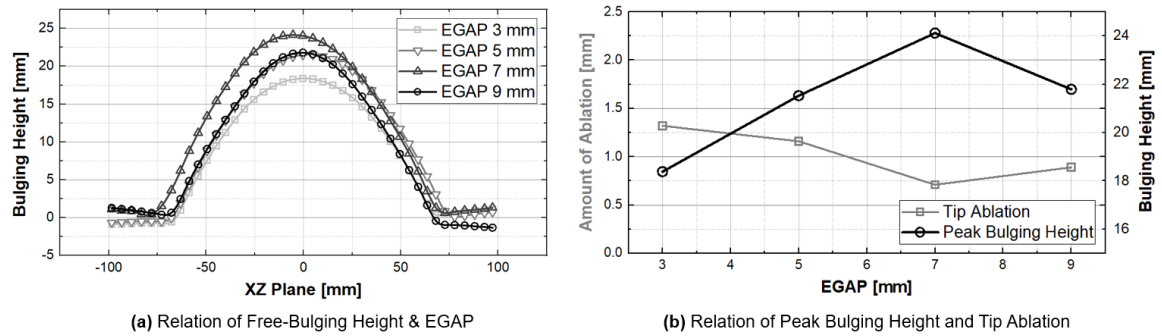 25
20
15
10
5
0
-5
Bulging Height [mm]
-100
-50
0
50
100
XZ Plane [mm]
EGAP 3 mm
EGAP 5 mm
EGAP 7 mm
EGAP 9 mm
(a) Relation of Free-Bulging Height & EGAP
2.5
2.0
1.5
1.0
0.5
0.0
Amount of Ablation [mm]
3
4
5
6
7
8
9
EGAP [mm]
Tip Ablation
Peak Bulging Height
24
22
20
18
16
Bulging Height [mm]
(b) Relation of Peak Bulging Height and Tip Ablation